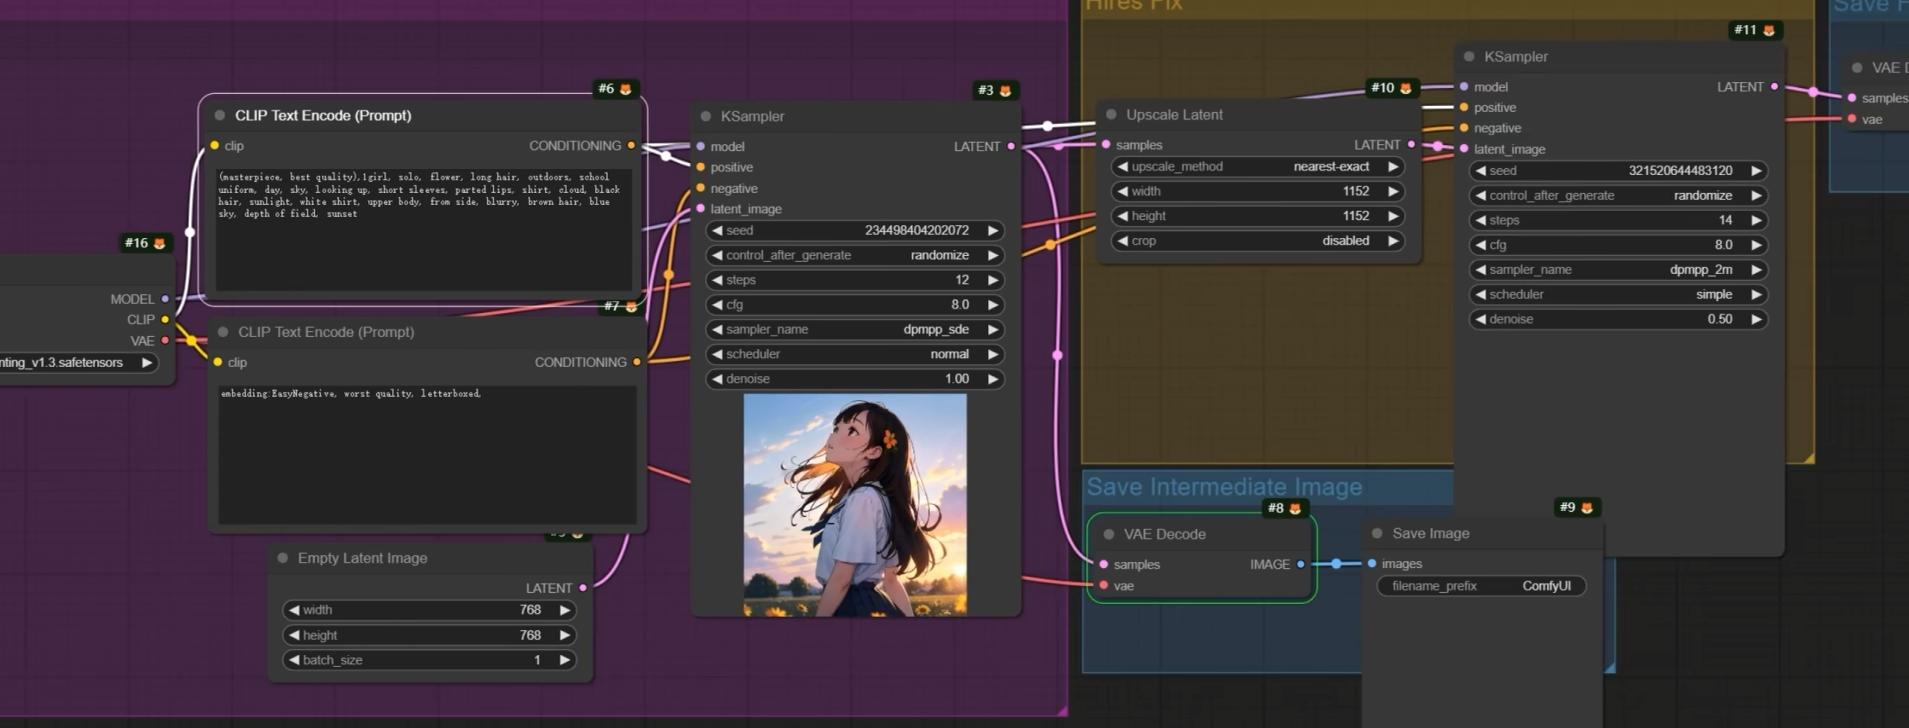 #16
MODEL
CLIP
VAE
nting_v1.3.safetensors
#6
CLIP Text Encode (Prompt)
clip CONDITIONING
(masterpiece, best quality),1girl, solo, flower, long hair, outdoors, school
uniform, day, sky, looking up, short sleeves, parted lips, shirt, cloud, black
hair, sunlight, white shirt, upper body, from side, blurry, brown hair, blue
sky, depth of field, sunset
#7
CLIP Text Encode (Prompt)
clip CONDITIONING
embedding:EasyNegative, worst quality, letterboxed,
Empty Latent Image
LATENT
width 768
height 768
batch_size 1
#3
KSampler
model LATENT
positive
negative
latent_image
seed 234498404202072
control_after_generate randomize
steps 12
cfg 8.0
sampler_name dpmpp_sde
scheduler normal
denoise 1.00
Hires Fix
#10
Upscale Latent
samples LATENT
upscale_method nearest-exact
width 1152
height 1152
crop disabled
#11
KSampler
model LATENT
positive
negative
latent_image
seed 321520644483120
control_after_generate randomize
steps 14
cfg 8.0
sampler_name dpmpp_2m
scheduler simple
denoise 0.50
Save Intermediate Image
#8
VAE Decode
samples IMAGE
vae
#9
Save Image
images
filename_prefix ComfyUI
Save
VAE
samples
vae